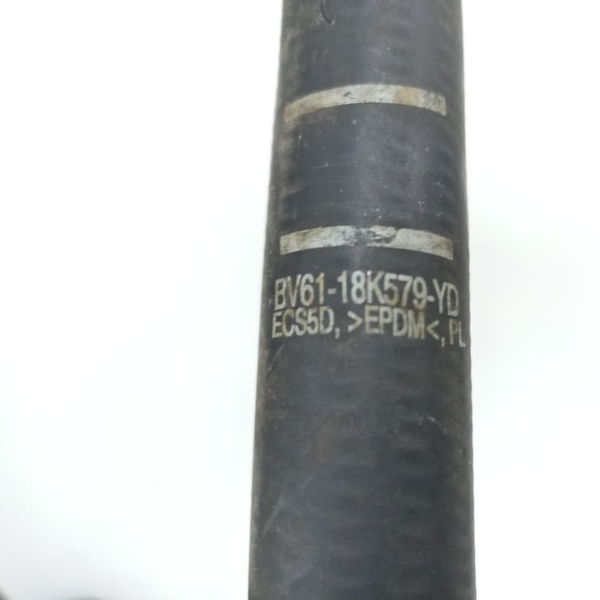 BV61-18K579-YD
ECS5D, >EPDM<, PL